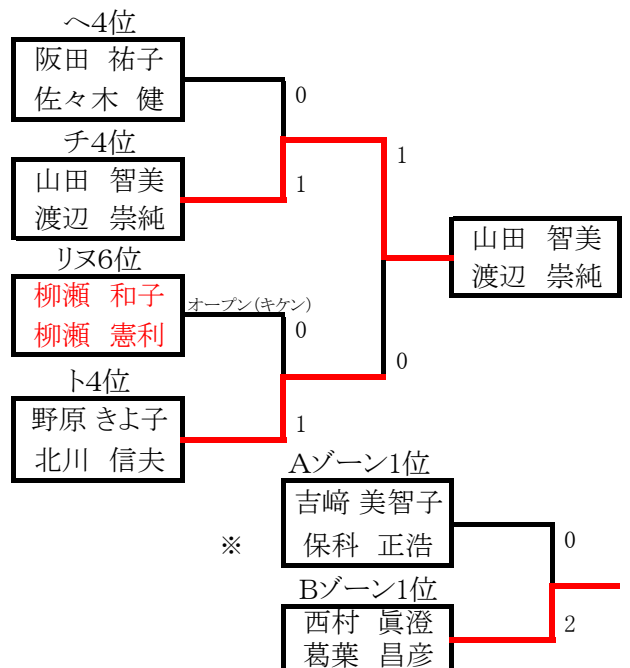 ヘ4位
阪田 祐子
佐々木 健
0
チ4位
1
山田 智美
渡辺 崇純
1
山田 智美
渡辺 崇純
リヌ6位
柳瀬 和子
柳瀬 憲利
オープン(キケン)
0
0
ト4位
野原 きよ子
北川 信夫
1
Aゾーン1位
吉﨑 美智子
保科 正浩
※
0
Bゾーン1位
西村 眞澄
葛葉 昌彦
2